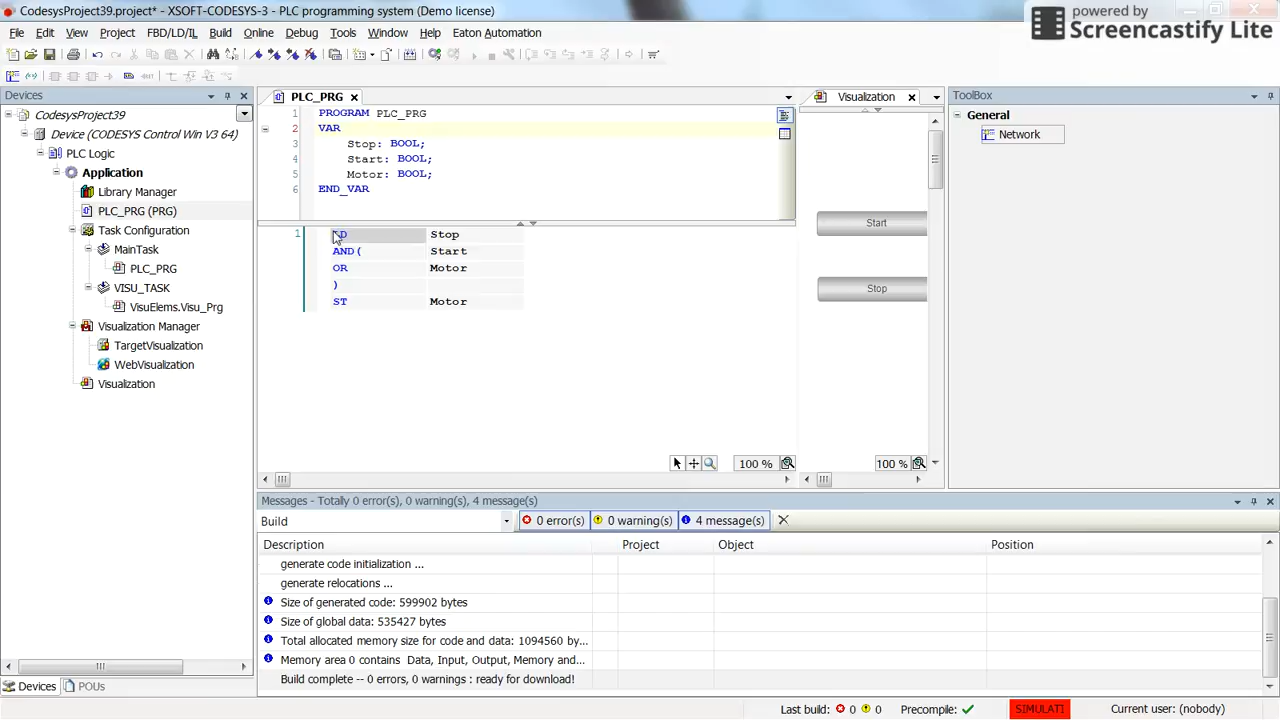 CodesysProject39.project* - XSOFT-CODESYS-3 - PLC programming system (Demo license)
powered by
Screencastify Lite
File Edit View Project FBD/LD/IL Build Online Debug Tools Window Help Eaton Automation
Devices
CodesysProject39
Device (CODESYS Control Win V3 64)
PLC Logic
Application
Library Manager
PLC_PRG (PRG)
Task Configuration
MainTask
PLC_PRG
VISU_TASK
VisuElems.Visu_Prg
Visualization Manager
TargetVisualization
WebVisualization
Visualization
Devices
POUs
PLC_PRG
1 PROGRAM PLC_PRG
2 VAR
3 Stop: BOOL;
4 Start: BOOL;
5 Motor: BOOL;
6 END_VAR
1 Stop
AND( Start
OR Motor
)
ST Motor
100 %
Visualization
Start
Stop
100 %
ToolBox
General
Network
Messages - Totally 0 error(s), 0 warning(s), 4 message(s)
Build 0 error(s) 0 warning(s) 4 message(s)
Description Project Object Position
generate code initialization ...
generate relocations ...
Size of generated code: 599902 bytes
Size of global data: 535427 bytes
Total allocated memory size for code and data: 1094560 by...
Memory area 0 contains Data, Input, Output, Memory and...
Build complete -- 0 errors, 0 warnings : ready for download!
Last build: 0 0 Precompile: SIMULATI Current user: (nobody)